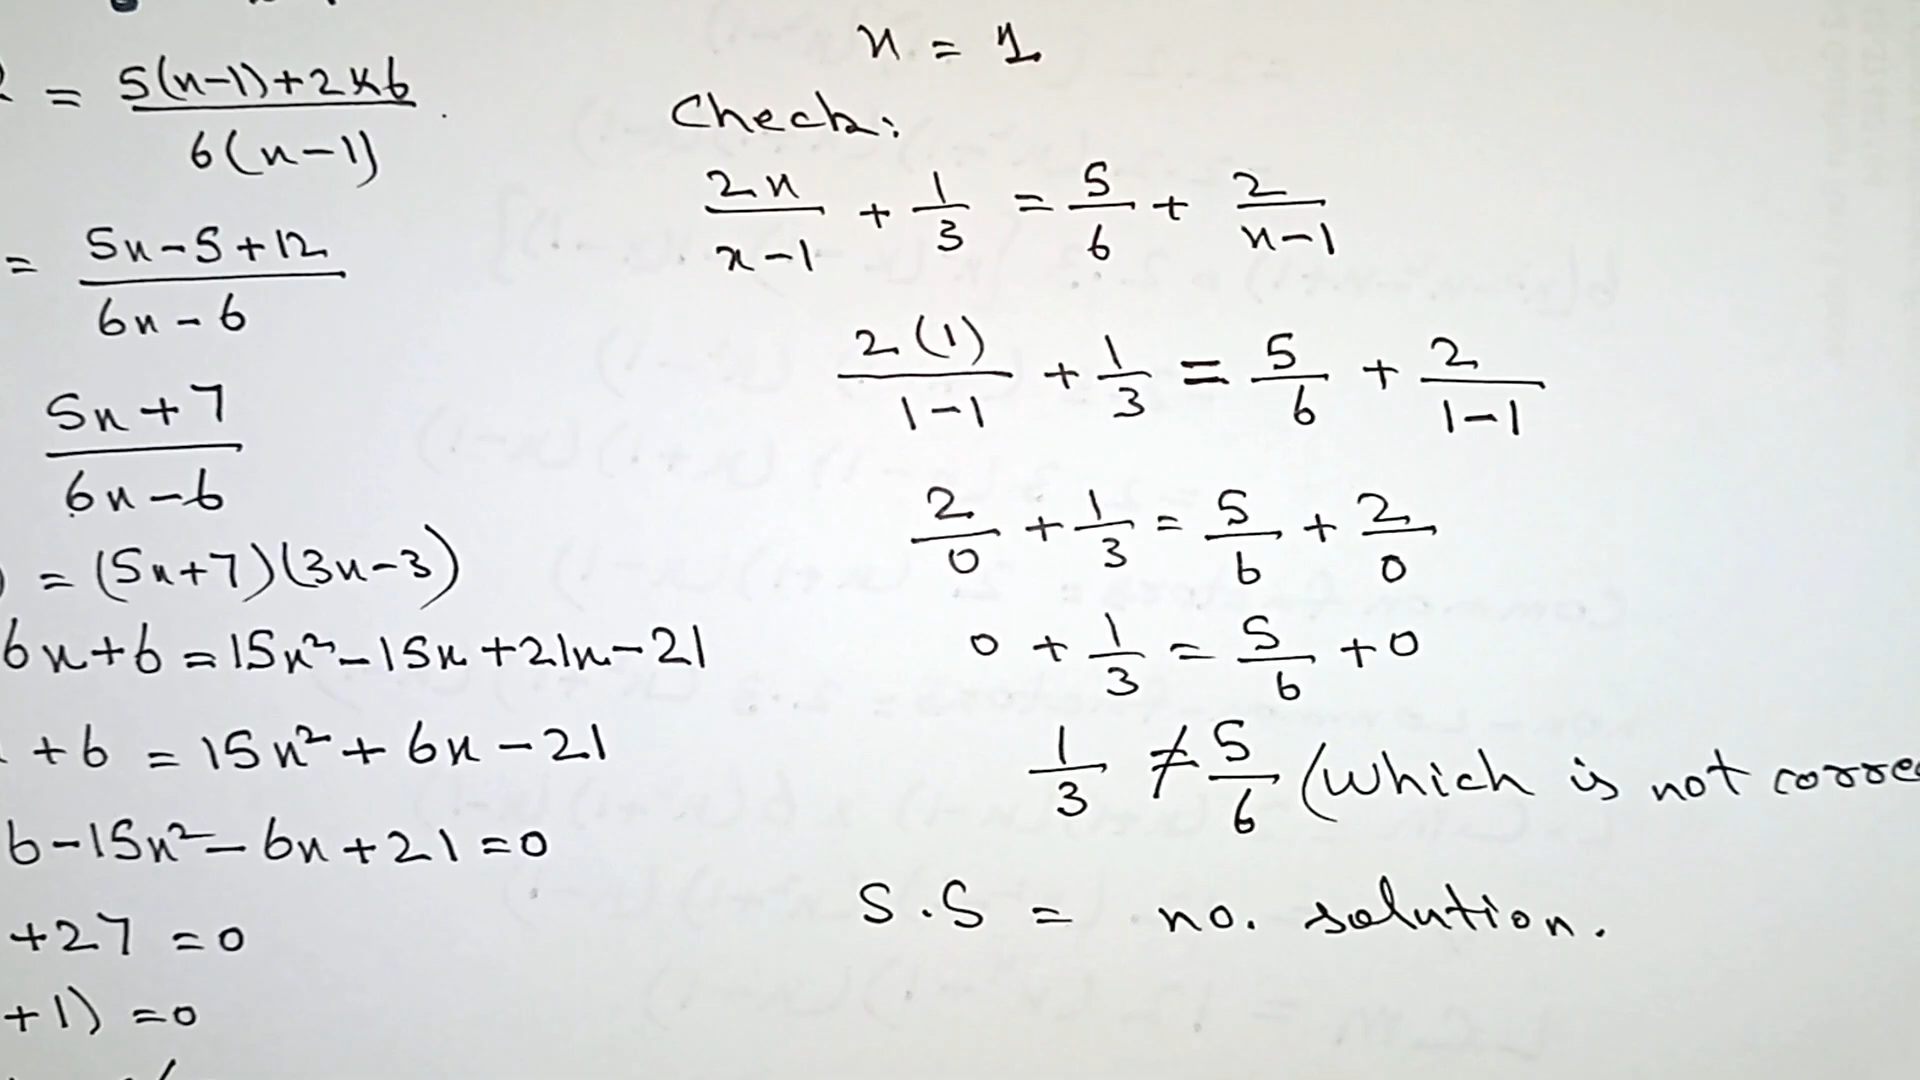 = 5(x-1)+2×6 / 6(x-1)
= 5x-5+12 / 6x-6
5x+7 / 6x-6
) = (5x+7)(3x-3)
6x+6 = 15x²-15x+21x-21
+6 = 15x²+6x-21
6-15x²-6x+21=0
+27 = 0
+1) = 0
x = 1
Check:
2x/x-1 + 1/3 = 5/6 + 2/x-1
2(1)/1-1 + 1/3 = 5/6 + 2/1-1
2/0 + 1/3 = 5/6 + 2/0
0 + 1/3 = 5/6 + 0
1/3 ≠ 5/6 (which is not corre
S.S = no. solution.